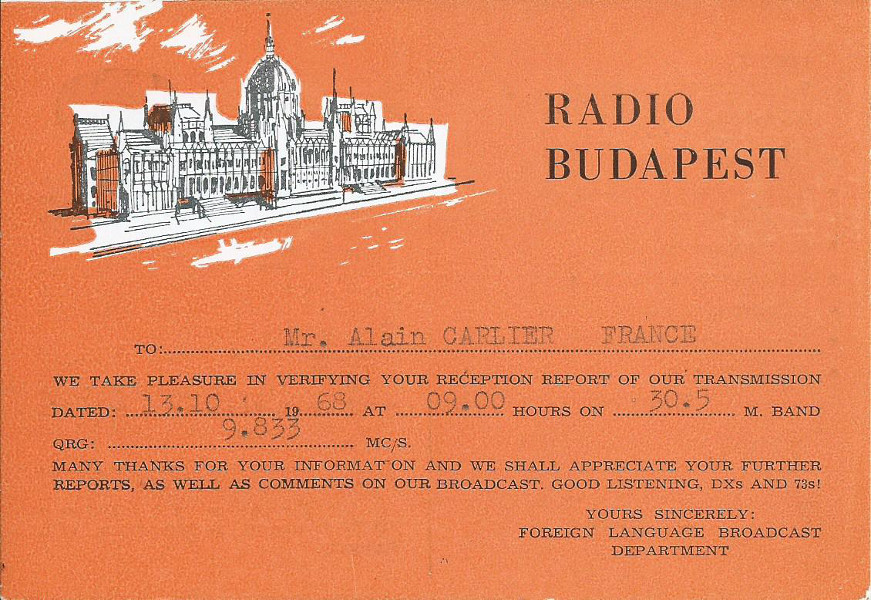 RADIO
BUDAPEST
TO: Mr. Alain CARLIER FRANCE
WE TAKE PLEASURE IN VERIFYING YOUR RECEPTION REPORT OF OUR TRANSMISSION
DATED: 13.10 1968 AT 09.00 HOURS ON 30.5 M. BAND
QRG: 9.833 MC/S.
MANY THANKS FOR YOUR INFORMAT'ON AND WE SHALL APPRECIATE YOUR FURTHER
REPORTS, AS WELL AS COMMENTS ON OUR BROADCAST. GOOD LISTENING, DXs AND 73s!
YOURS SINCERELY:
FOREIGN LANGUAGE BROADCAST
DEPARTMENT